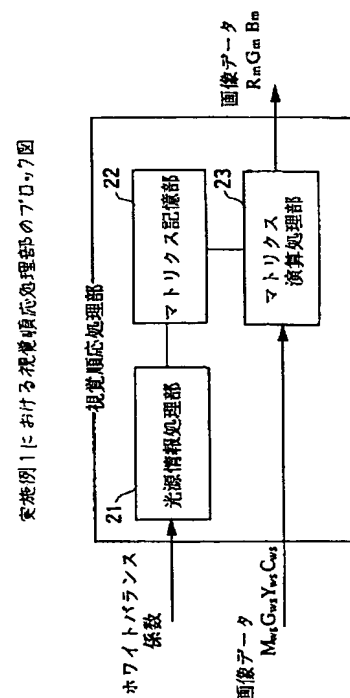 実施例1における視覚順応処理部のブロック図
視覚順応処理部
ホワイトバランス
係数
21
光源情報処理部
22
マトリクス記憶部
23
マトリクス
演算処理部
画像データ
MwsGwsYwsCws
画像データ
RmGmBm